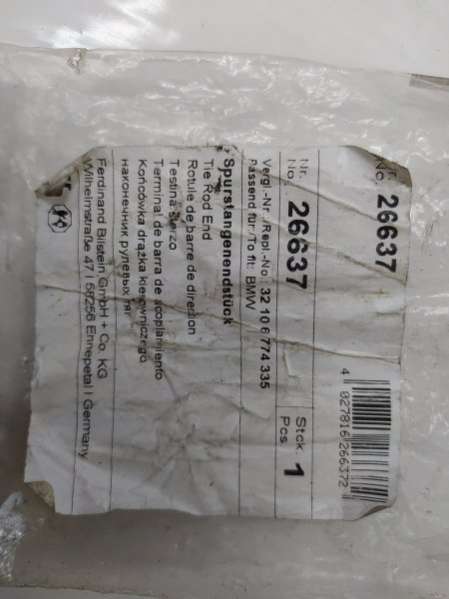 Nr.
No.: 26637
4 027816 266372
Nr.
No.: 26637
Stck.
Pcs. 1
Vergl.-Nr./Repl.-No.: 32 10 6 774 335
Passend für/To fit: BMW
Spurstangenendstück
Tie Rod End
Rotule de barre de direction
Testina sterzo
Terminal de barra de acoplamiento
Końcówka drążka kierowniczego
наконечник рулевых тяг
Ferdinand Bilstein GmbH + Co. KG
Wilhelmstraße 47 | 58256 Ennepetal | Germany